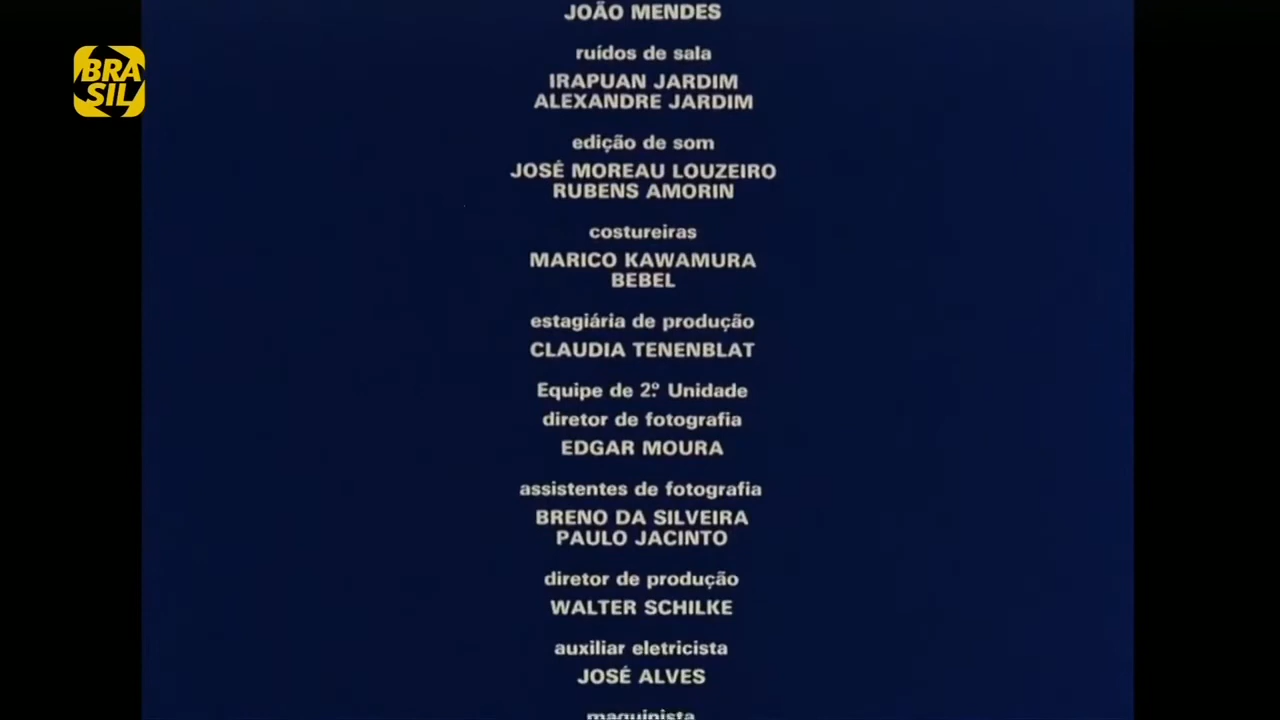 JOÃO MENDES
BRA
SIL
ruídos de sala
IRAPUAN JARDIM
ALEXANDRE JARDIM
edição de som
JOSÉ MOREAU LOUZEIRO
RUBENS AMORIN
costureiras
MARICO KAWAMURA
BEBEL
estagiária de produção
CLAUDIA TENENBLAT
Equipe de 2º Unidade
diretor de fotografia
EDGAR MOURA
assistentes de fotografia
BRENO DA SILVEIRA
PAULO JACINTO
diretor de produção
WALTER SCHILKE
auxiliar eletricista
JOSÉ ALVES
maquinista